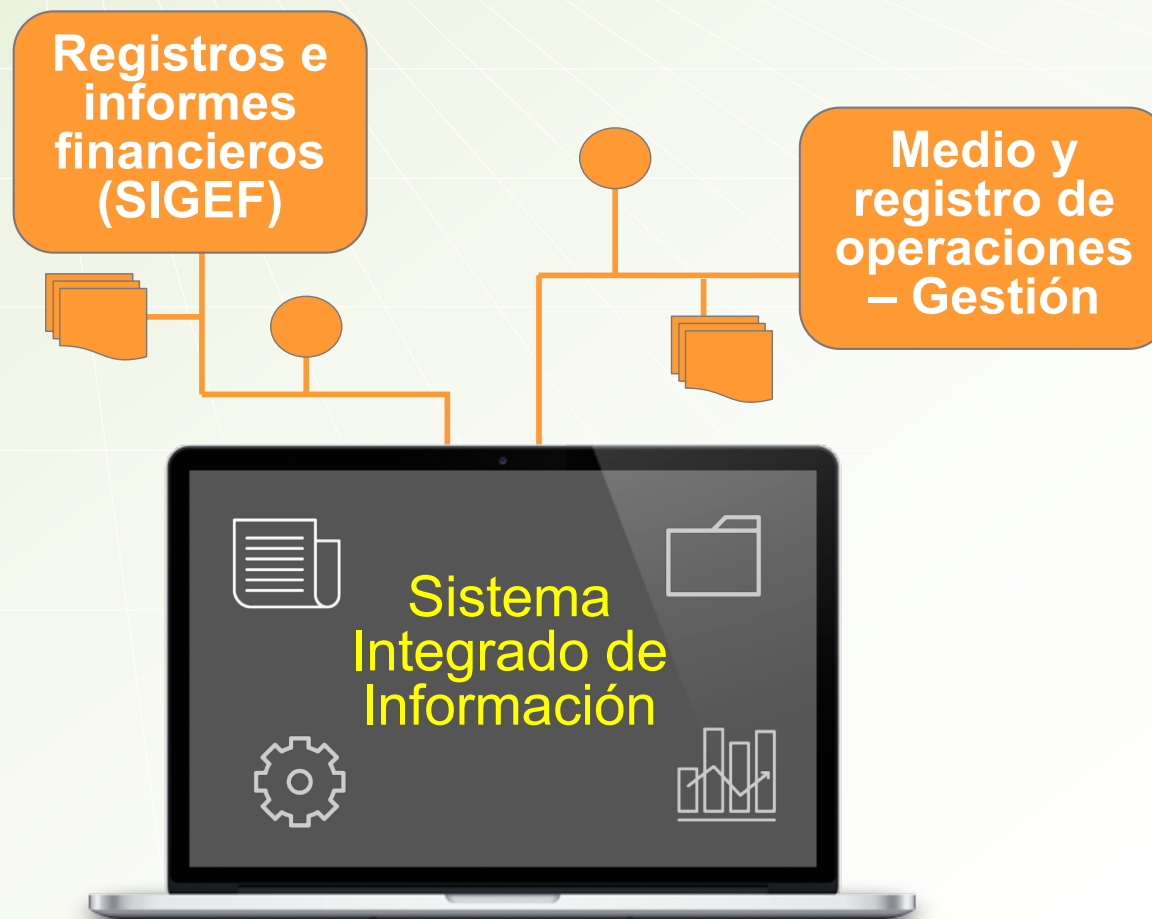 Registros e
informes
financieros
(SIGEF)
Medio y
registro de
operaciones
– Gestión
Sistema
Integrado de
Información